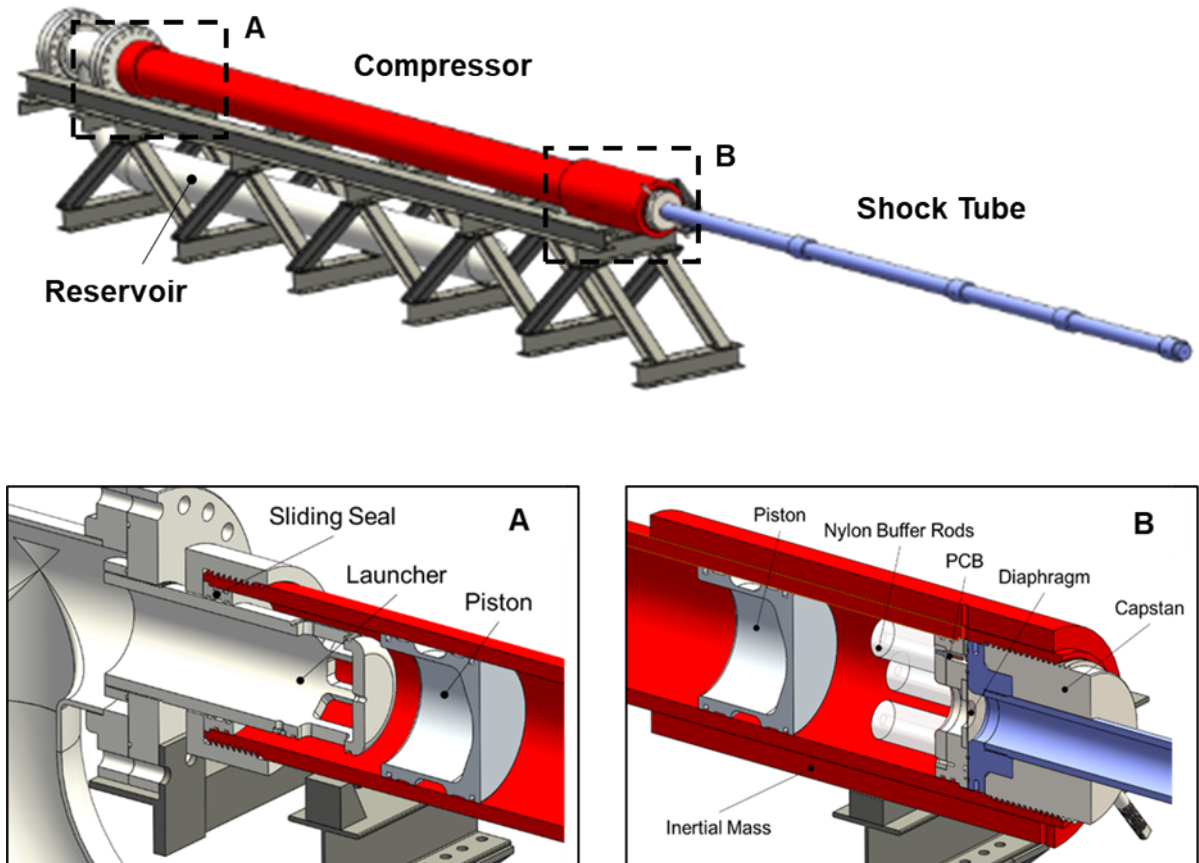 A
Compressor
B
Shock Tube
Reservoir
Sliding Seal
A
Launcher
Piston
Piston
Nylon Buffer Rods
B
PCB
Diaphragm
Capstan
Inertial Mass